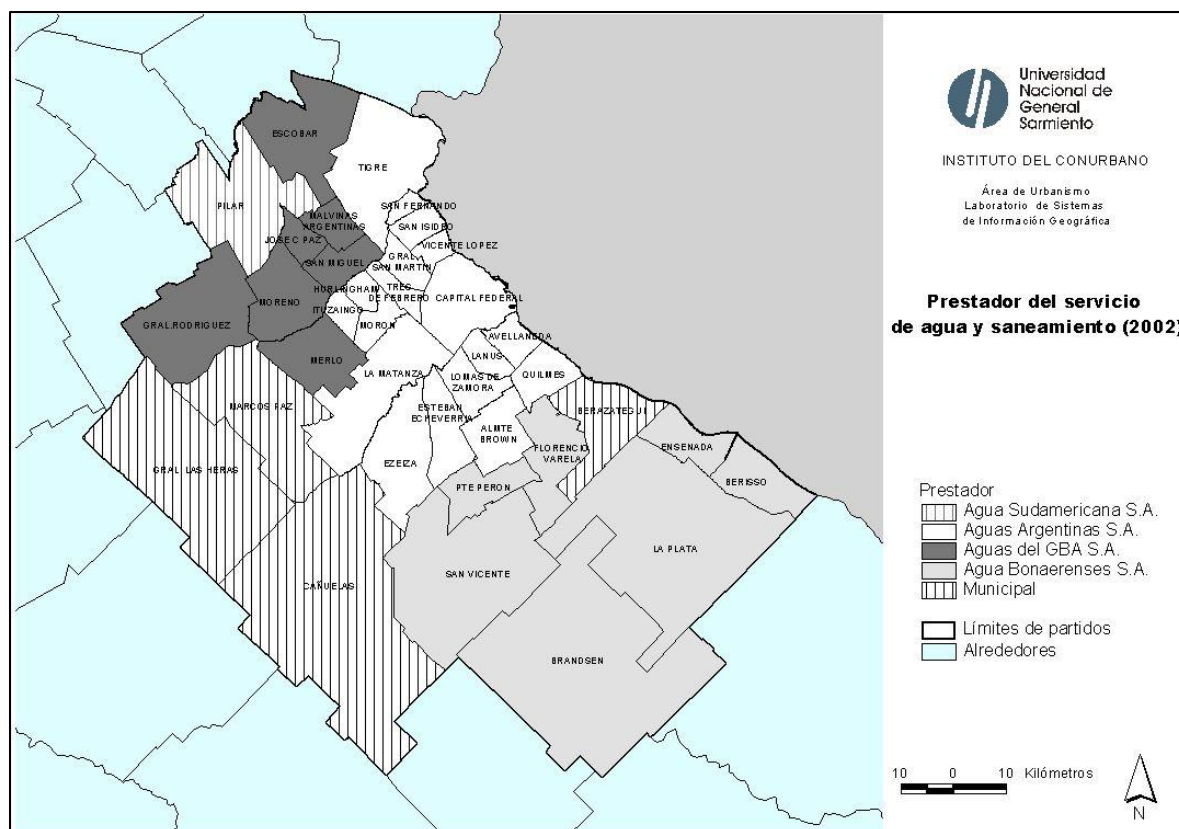 ESCOBAR
TIGRE
PILAR
SAN FERNANDO
MALVINAS
ARGENTINAS
SAN ISIDRO
JOSE C PAZ
VICENTE LOPEZ
GRAL.
SAN MARTIN
SAN MIGUEL
HURLINGHAM
TRES
DE FEBRERO
CAPITAL FEDERAL
MORENO
ITUZAINGO
GRAL.RODRIGUEZ
MORON
AVELLANEDA
LANUS
MERLO
LA MATANZA
LOMAS DE
ZAMORA
QUILMES
MARCOS PAZ
ESTEBAN
ECHEVERRIA
BERAZATEGUI
ALMTE
BROWN
FLORENCIO
VARELA
ENSENADA
EZEIZA
GRAL. LAS HERAS
PTE PERON
BERISSO
LA PLATA
SAN VICENTE
CAÑUELAS
BRANDSEN
Universidad
Nacional de
General
Sarmiento
INSTITUTO DEL CONURBANO
Área de Urbanismo
Laboratorio de Sistemas
de Información Geográfica
Prestador del servicio
de agua y saneamiento (2002)
Prestador
Agua Sudamericana S.A.
Aguas Argentinas S.A.
Aguas del GBA S.A.
Agua Bonaerenses S.A.
Municipal
Límites de partidos
Alrededores
10 0 10 Kilómetros
N